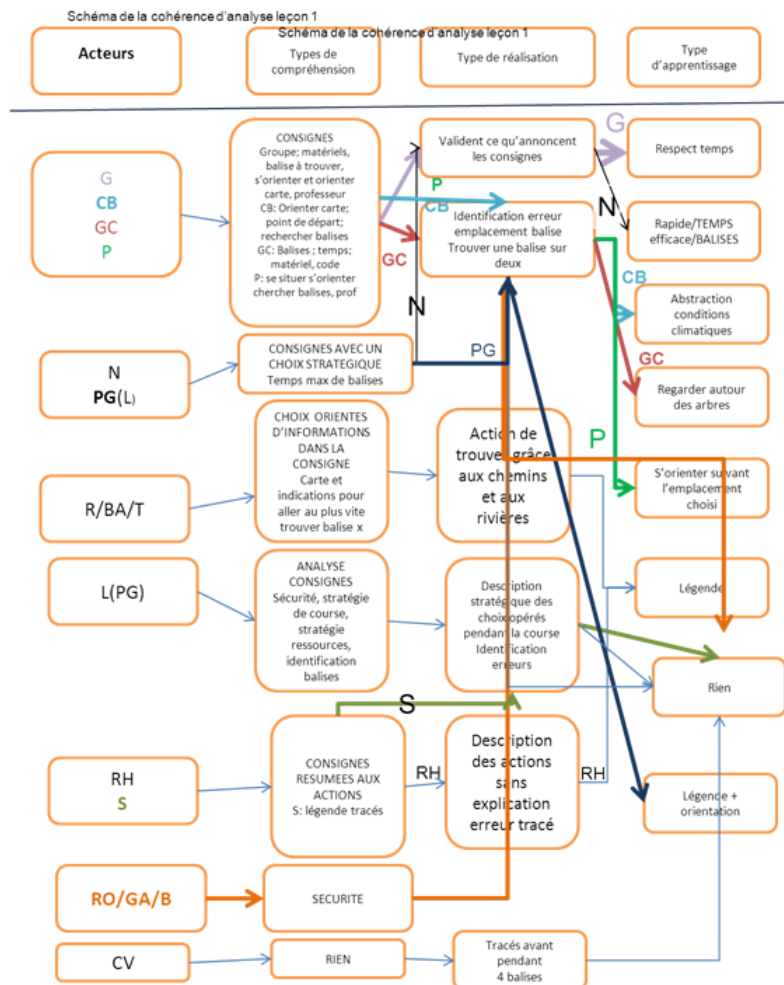 Schéma de la cohérence d'analyse leçon 1
Schéma de la cohérence d'analyse leçon 1
Acteurs
Types de
compréhension
Type de réalisation
Type
d'apprentissage
G
CB
GC
P
CONSIGNES
Groupe; matériels,
balise à trouver,
s'orienter et orienter
carte, professeur
CB: Orienter carte;
point de départ;
rechercher balises
GC: Balises ; temps;
matériel, code
P: se situer s'orienter
chercher balises, prof
Valident ce qu'annoncent
les consignes
G
Respect temps
P
CB
N
Identification erreur
emplacement balise
Trouver une balise sur
deux
Rapide/TEMPS
efficace/BALISES
GC
CB
Abstraction
conditions
climatiques
N
N
PG(L)
CONSIGNES AVEC UN
CHOIX STRATEGIQUE
Temps max de balises
PG
GC
Regarder autour
des arbres
R/BA/T
CHOIX ORIENTES
D'INFORMATIONS
DANS LA
CONSIGNE
Carte et
indications pour
aller au plus vite
trouver balise x
Action de
trouver grâce
aux chemins et
aux
rivières
P
S'orienter suivant
l'emplacement
choisi
L(PG)
ANALYSE
CONSIGNES
Sécurité, stratégie
de course,
stratégie
ressources,
identification
balises
Description
stratégique des
choix opérés
pendant la course
Identification
erreurs
Légende
Rien
S
RH
S
CONSIGNES
RESUMEES AUX
ACTIONS
S: légende tracés
RH
Description
des actions
sans
explication
erreur tracé
RH
Légende +
orientation
RO/GA/B
SECURITE
CV
RIEN
Tracés avant
pendant
4 balises